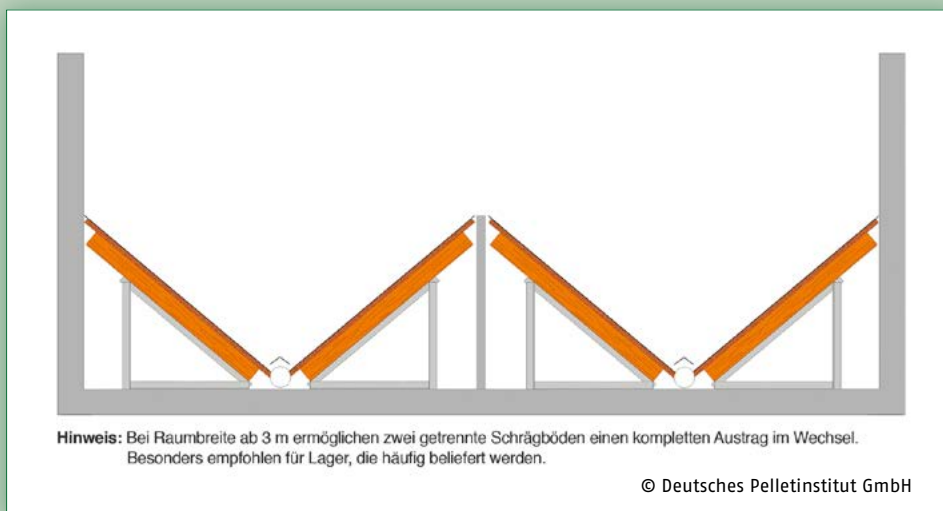 Hinweis: Bei Raumbreite ab 3 m ermöglichen zwei getrennte Schrägböden einen kompletten Austrag im Wechsel.
Besonders empfohlen für Lager, die häufig beliefert werden.
© Deutsches Pelletinstitut GmbH